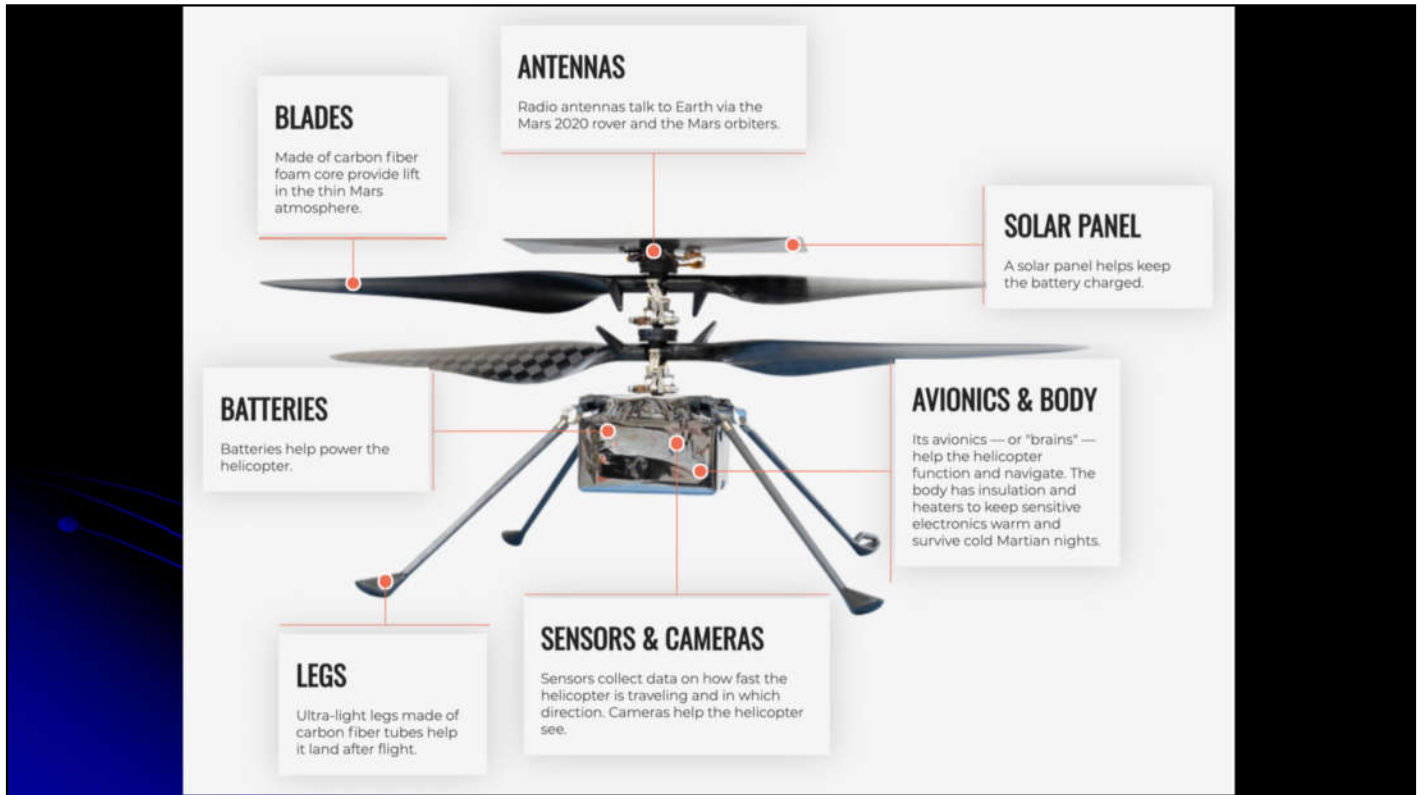 ANTENNAS
Radio antennas talk to Earth via the
Mars 2020 rover and the Mars orbiters.
BLADES
Made of carbon fiber
foam core provide lift
in the thin Mars
atmosphere.
SOLAR PANEL
A solar panel helps keep
the battery charged.
BATTERIES
Batteries help power the
helicopter.
AVIONICS & BODY
Its avionics — or "brains" —
help the helicopter
function and navigate. The
body has insulation and
heaters to keep sensitive
electronics warm and
survive cold Martian nights.
LEGS
Ultra-light legs made of
carbon fiber tubes help
it land after flight.
SENSORS & CAMERAS
Sensors collect data on how fast the
helicopter is traveling and in which
direction. Cameras help the helicopter
see.